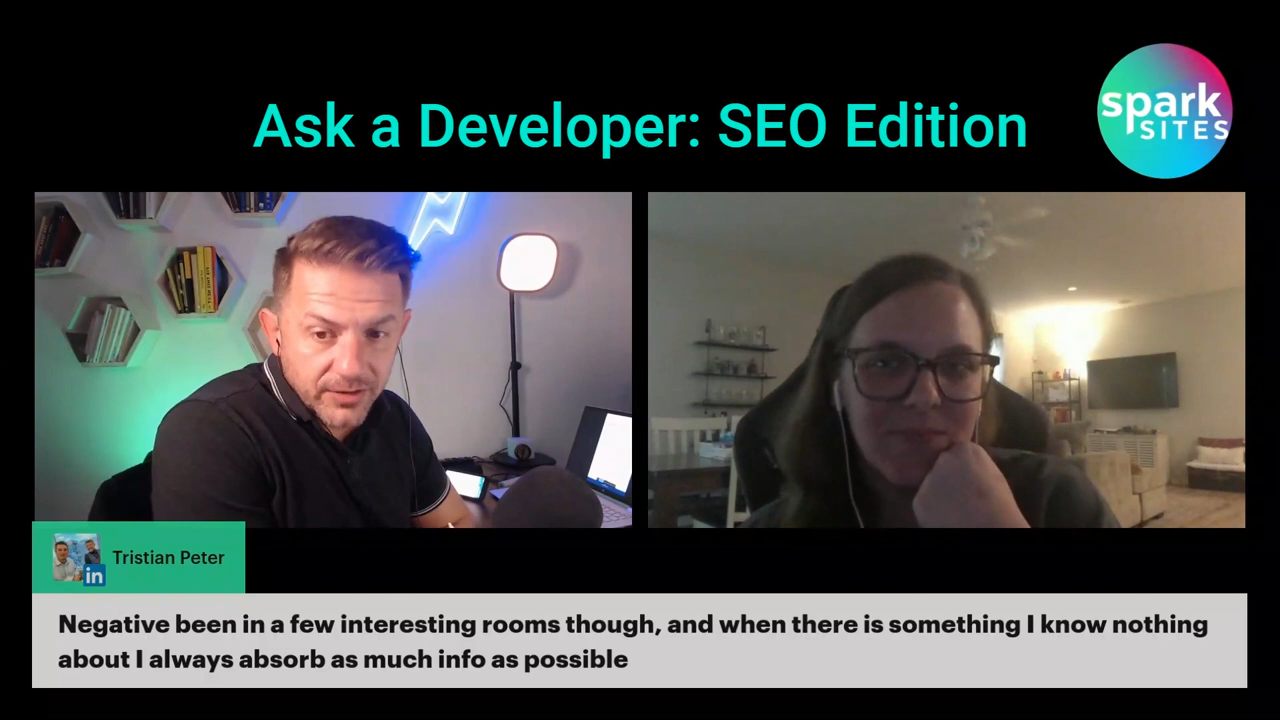 Ask a Developer: SEO Edition
spark
SITES
in
Tristian Peter
Negative been in a few interesting rooms though, and when there is something I know nothing
about I always absorb as much info as possible